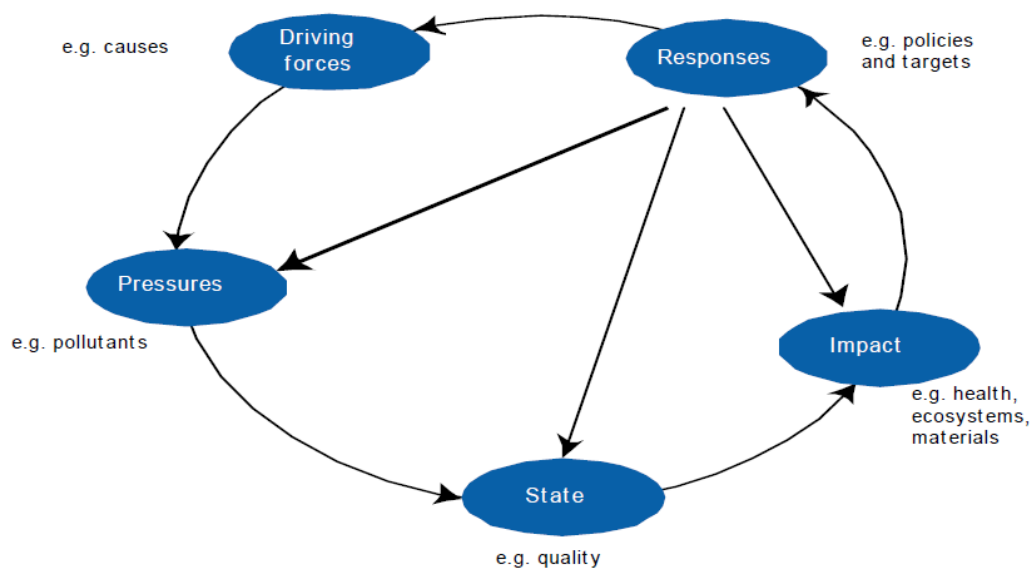 e.g. causes
Driving
forces
Responses
e.g. policies
and targets
Pressures
e.g. pollutants
Impact
e.g. health,
ecosystems,
materials
State
e.g. quality